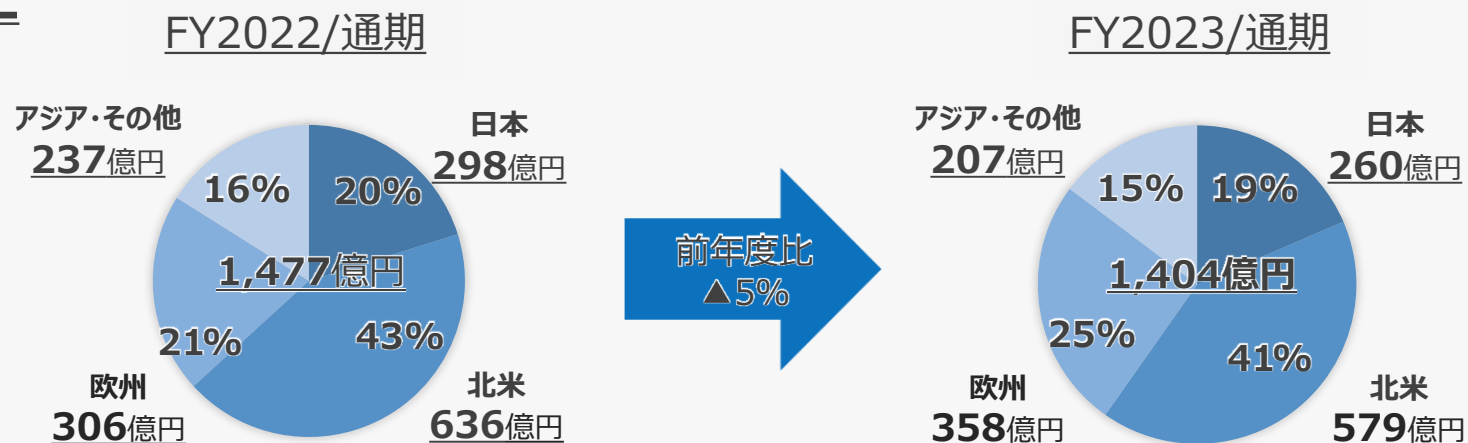 FY2022/通期
アジア・その他
237億円
日本
298億円
16%
20%
1,477億円
21%
43%
欧州
306億円
北米
636億円
前年度比
▲5%
FY2023/通期
アジア・その他
207億円
日本
260億円
15%
19%
1,404億円
25%
41%
欧州
358億円
北米
579億円